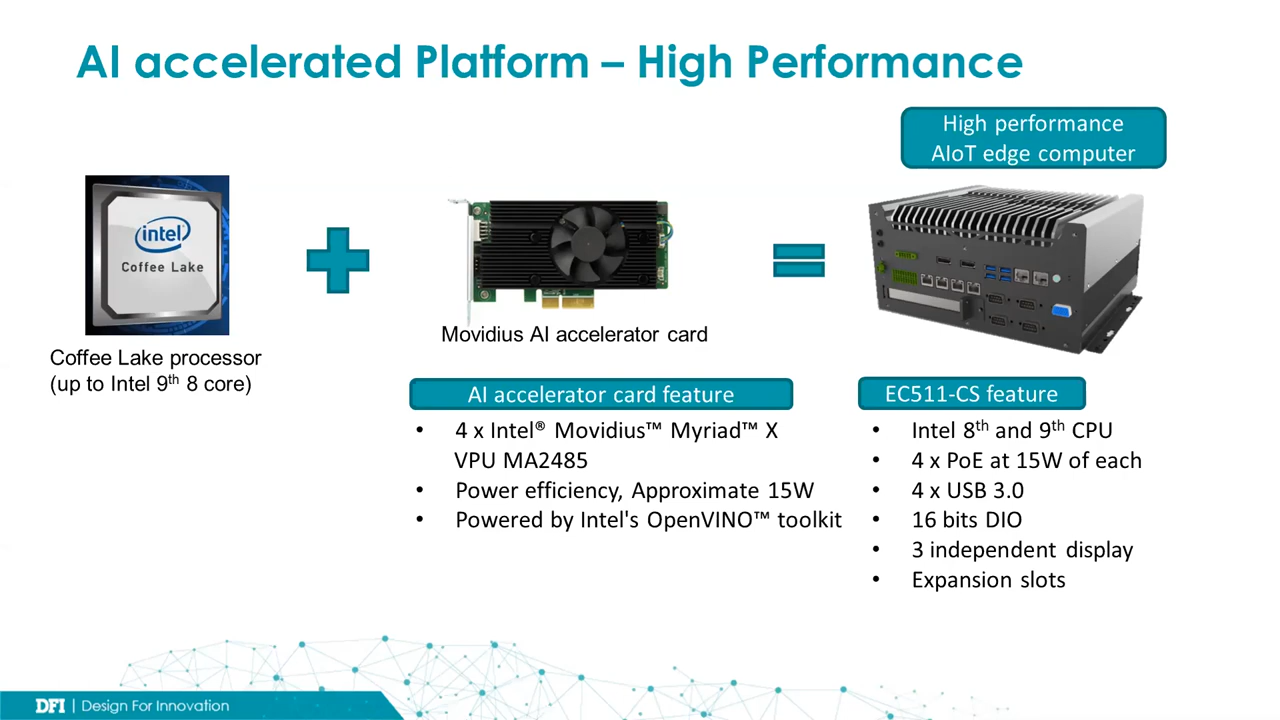 AI accelerated Platform – High Performance
High performance
AIoT edge computer
intel
Coffee Lake
Coffee Lake processor
(up to Intel 9th 8 core)
Movidius AI accelerator card
AI accelerator card feature
• 4 x Intel® Movidius™ Myriad™ X
VPU MA2485
• Power efficiency, Approximate 15W
• Powered by Intel's OpenVINO™ toolkit
EC511-CS feature
• Intel 8th and 9th CPU
• 4 x PoE at 15W of each
• 4 x USB 3.0
• 16 bits DIO
• 3 independent display
• Expansion slots
DFI | Design For Innovation